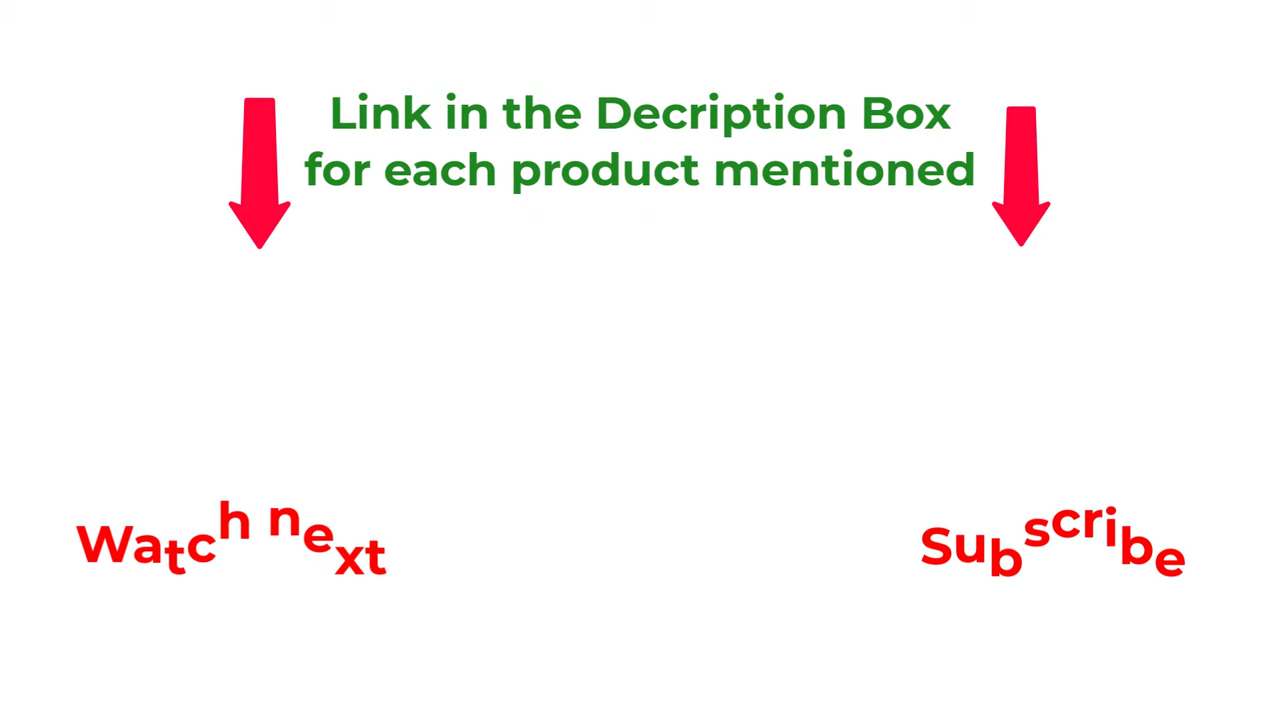 Link in the Decription Box
for each product mentioned
Watch next
Subscribe